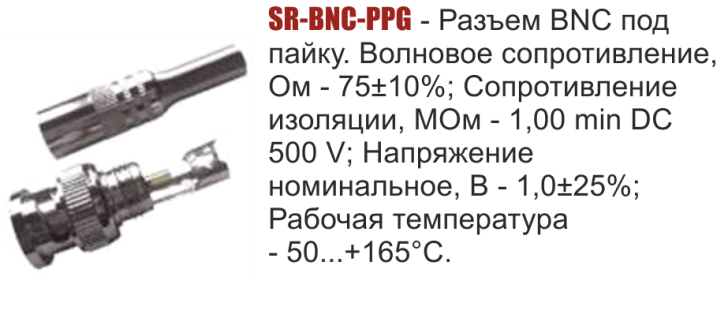 SR-BNC-PPG - Разъем BNC под
пайку. Волновое сопротивление,
Ом - 75±10%; Сопротивление
изоляции, МОм - 1,00 min DC
500 V; Напряжение
номинальное, В - 1,0±25%;
Рабочая температура
- 50...+165°C.